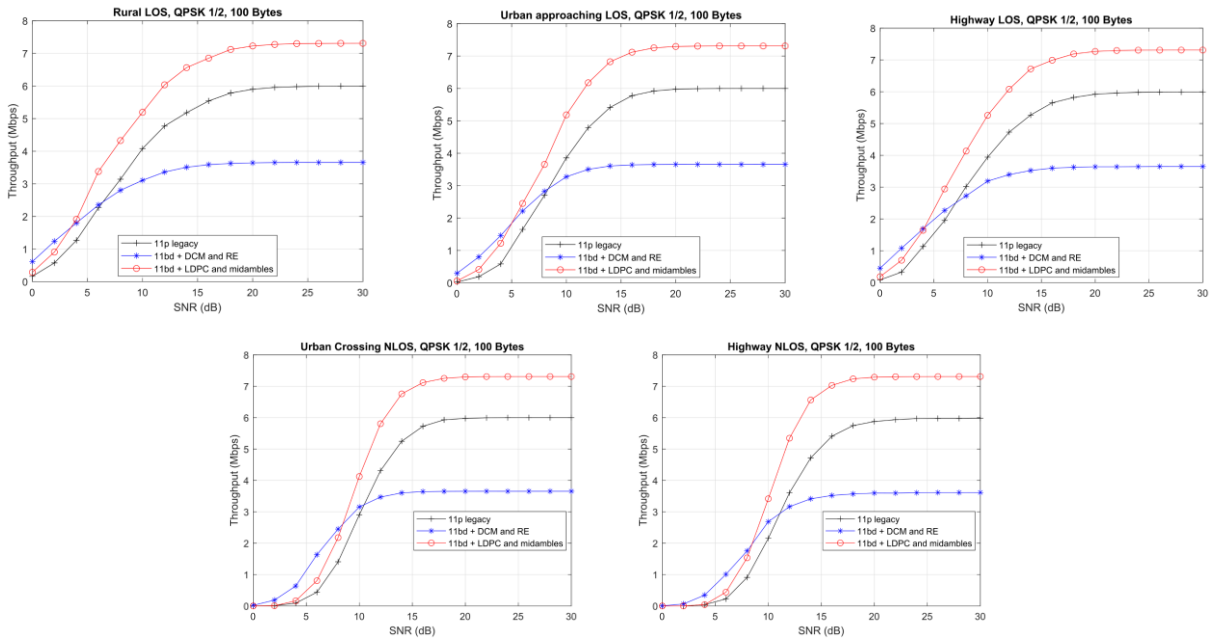 Rural LOS, QPSK 1/2, 100 Bytes
8
7
6
5
4
3
2
1
0
Throughput (Mbps)
11p legacy
11bd + DCM and RE
11bd + LDPC and midambles
0 5 10 15 20 25 30
SNR (dB)
Urban approaching LOS, QPSK 1/2, 100 Bytes
8
7
6
5
4
3
2
1
0
Throughput (Mbps)
11p legacy
11bd + DCM and RE
11bd + LDPC and midambles
0 5 10 15 20 25 30
SNR (dB)
Highway LOS, QPSK 1/2, 100 Bytes
8
7
6
5
4
3
2
1
0
Throughput (Mbps)
11p legacy
11bd + DCM and RE
11bd + LDPC and midambles
0 5 10 15 20 25 30
SNR (dB)
Urban Crossing NLOS, QPSK 1/2, 100 Bytes
8
7
6
5
4
3
2
1
0
Throughput (Mbps)
11p legacy
11bd + DCM and RE
11bd + LDPC and midambles
0 5 10 15 20 25 30
SNR (dB)
Highway NLOS, QPSK 1/2, 100 Bytes
8
7
6
5
4
3
2
1
0
Throughput (Mbps)
11p legacy
11bd + DCM and RE
11bd + LDPC and midambles
0 5 10 15 20 25 30
SNR (dB)